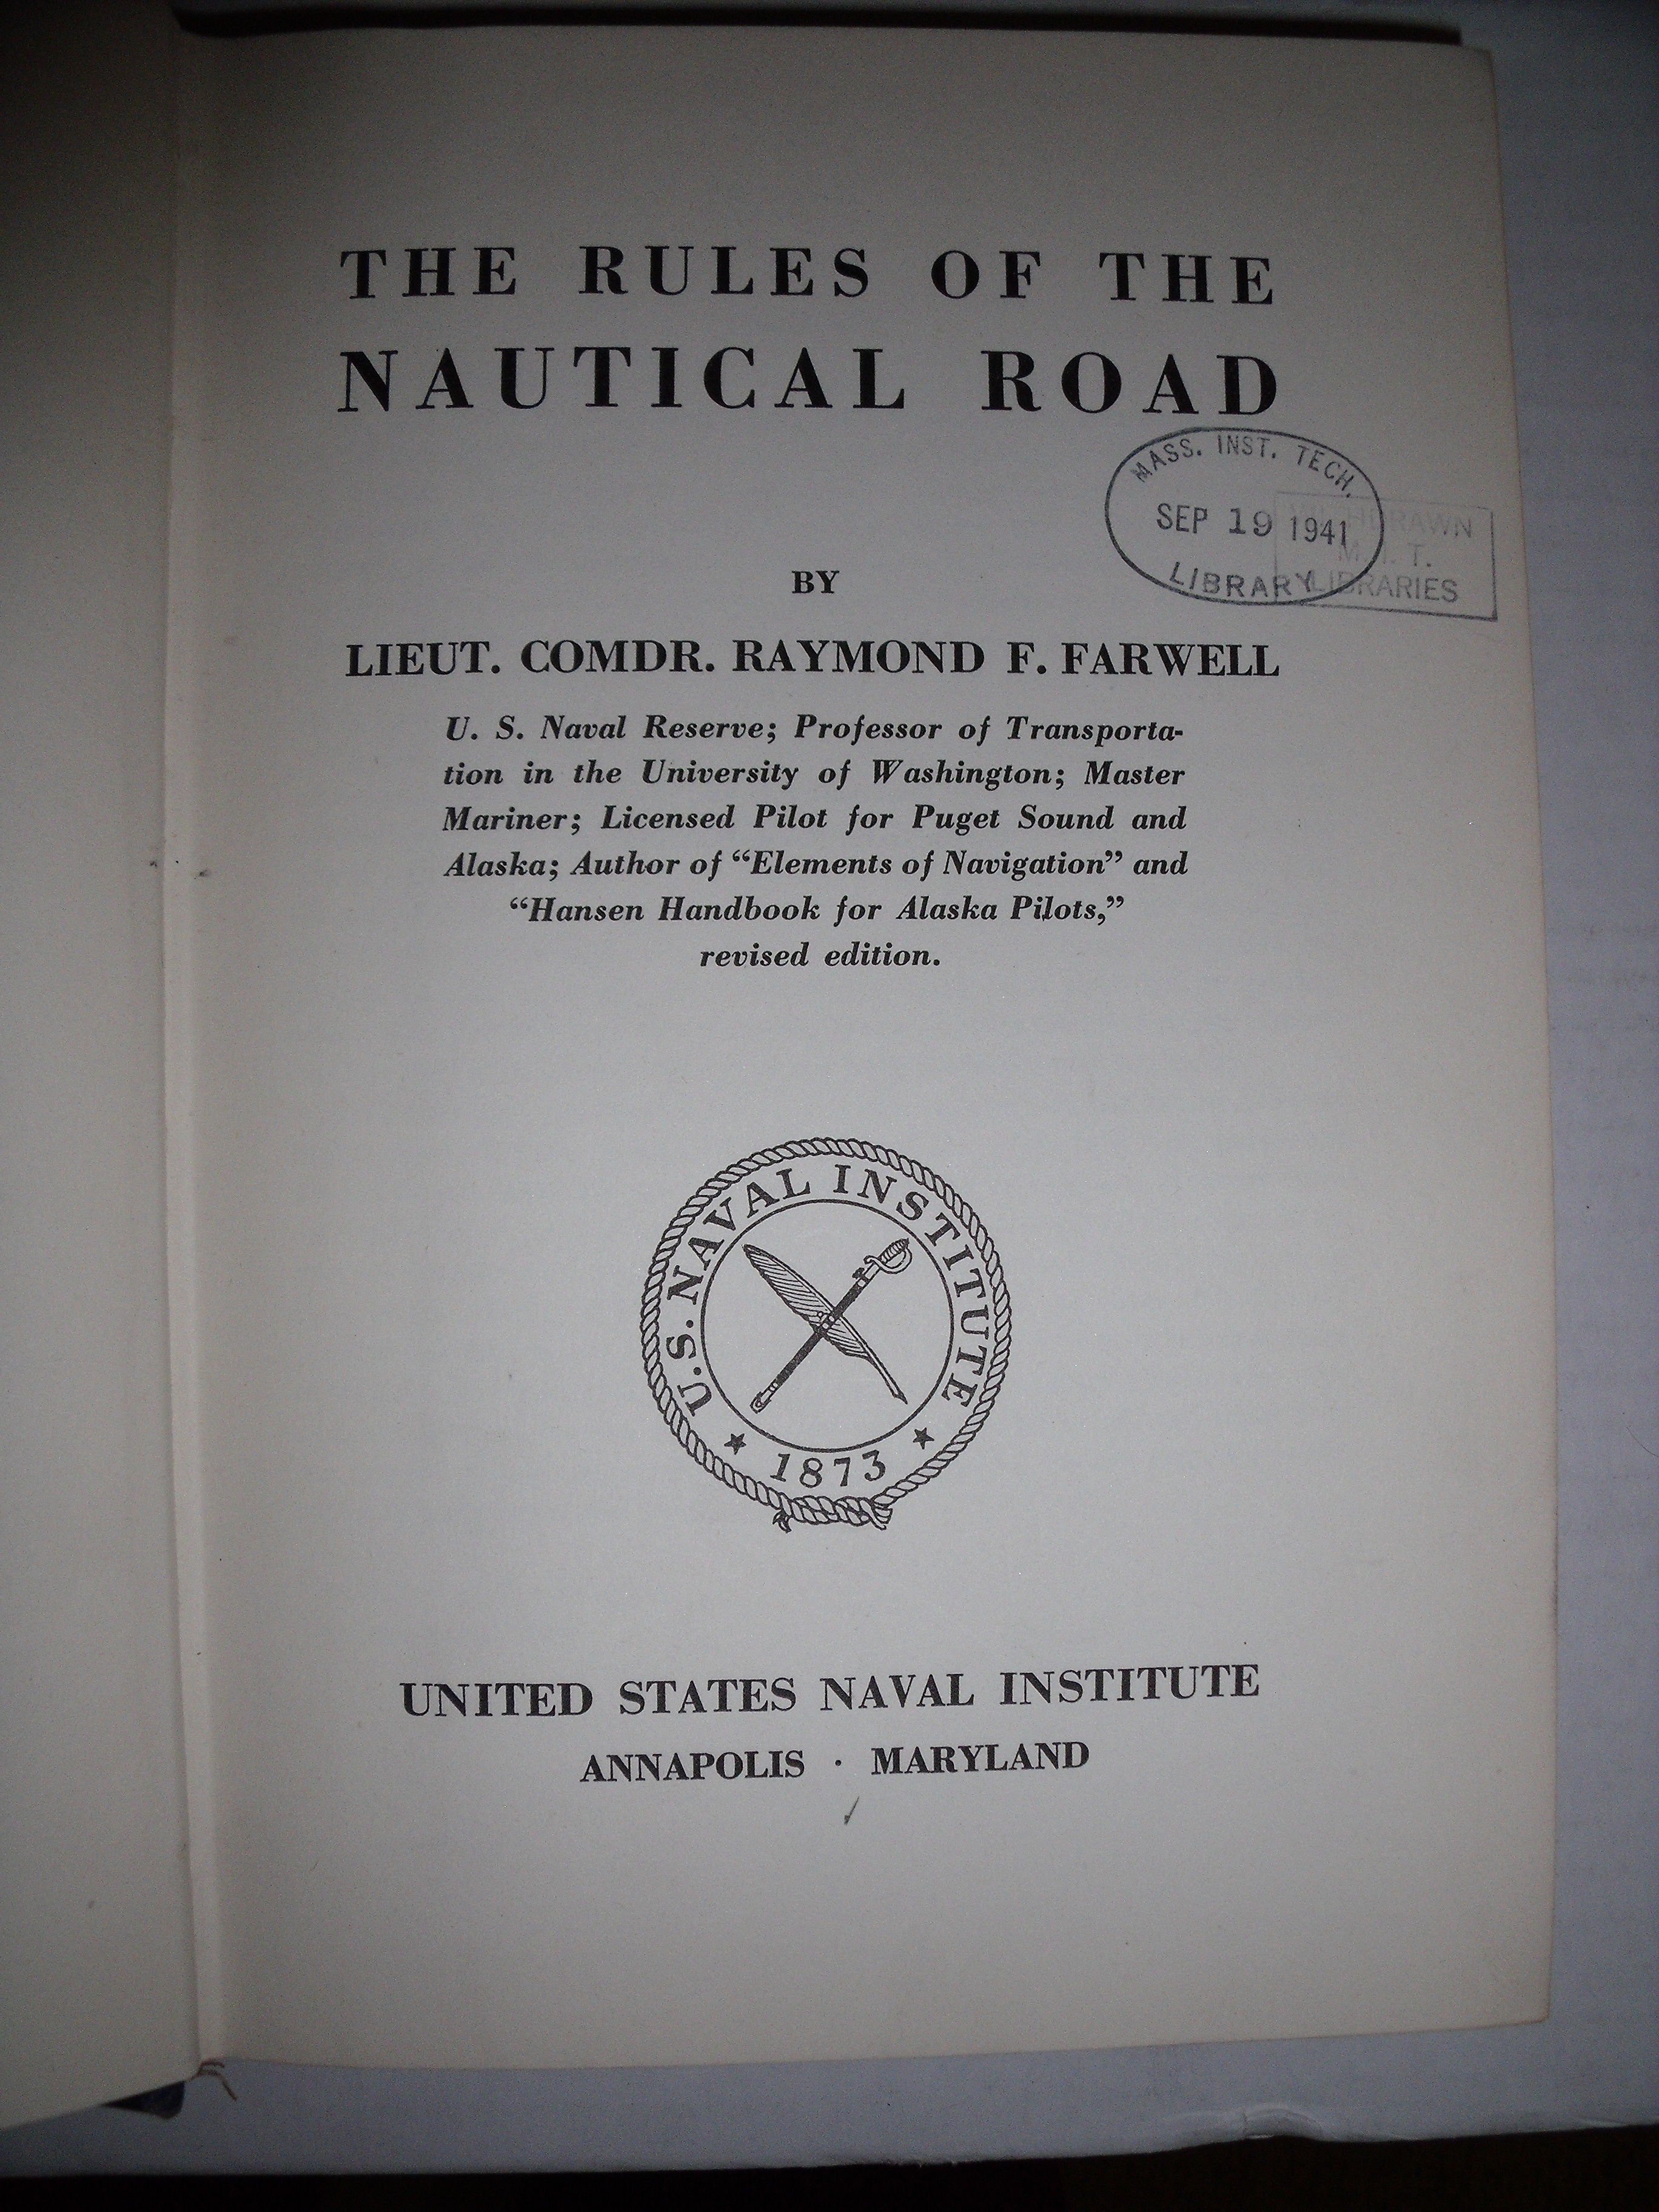 THE RULES OF THE
NAUTICAL ROAD
MASS. INST. TECH.
SEP 19 1941
LIBRARY
WITHDRAWN
M. I. T.
LIBRARIES
BY
LIEUT. COMDR. RAYMOND F. FARWELL
U. S. Naval Reserve; Professor of Transporta-
tion in the University of Washington; Master
Mariner; Licensed Pilot for Puget Sound and
Alaska; Author of “Elements of Navigation” and
“Hansen Handbook for Alaska Pilots,”
revised edition.
U.S. NAVAL INSTITUTE
1873
UNITED STATES NAVAL INSTITUTE
ANNAPOLIS · MARYLAND